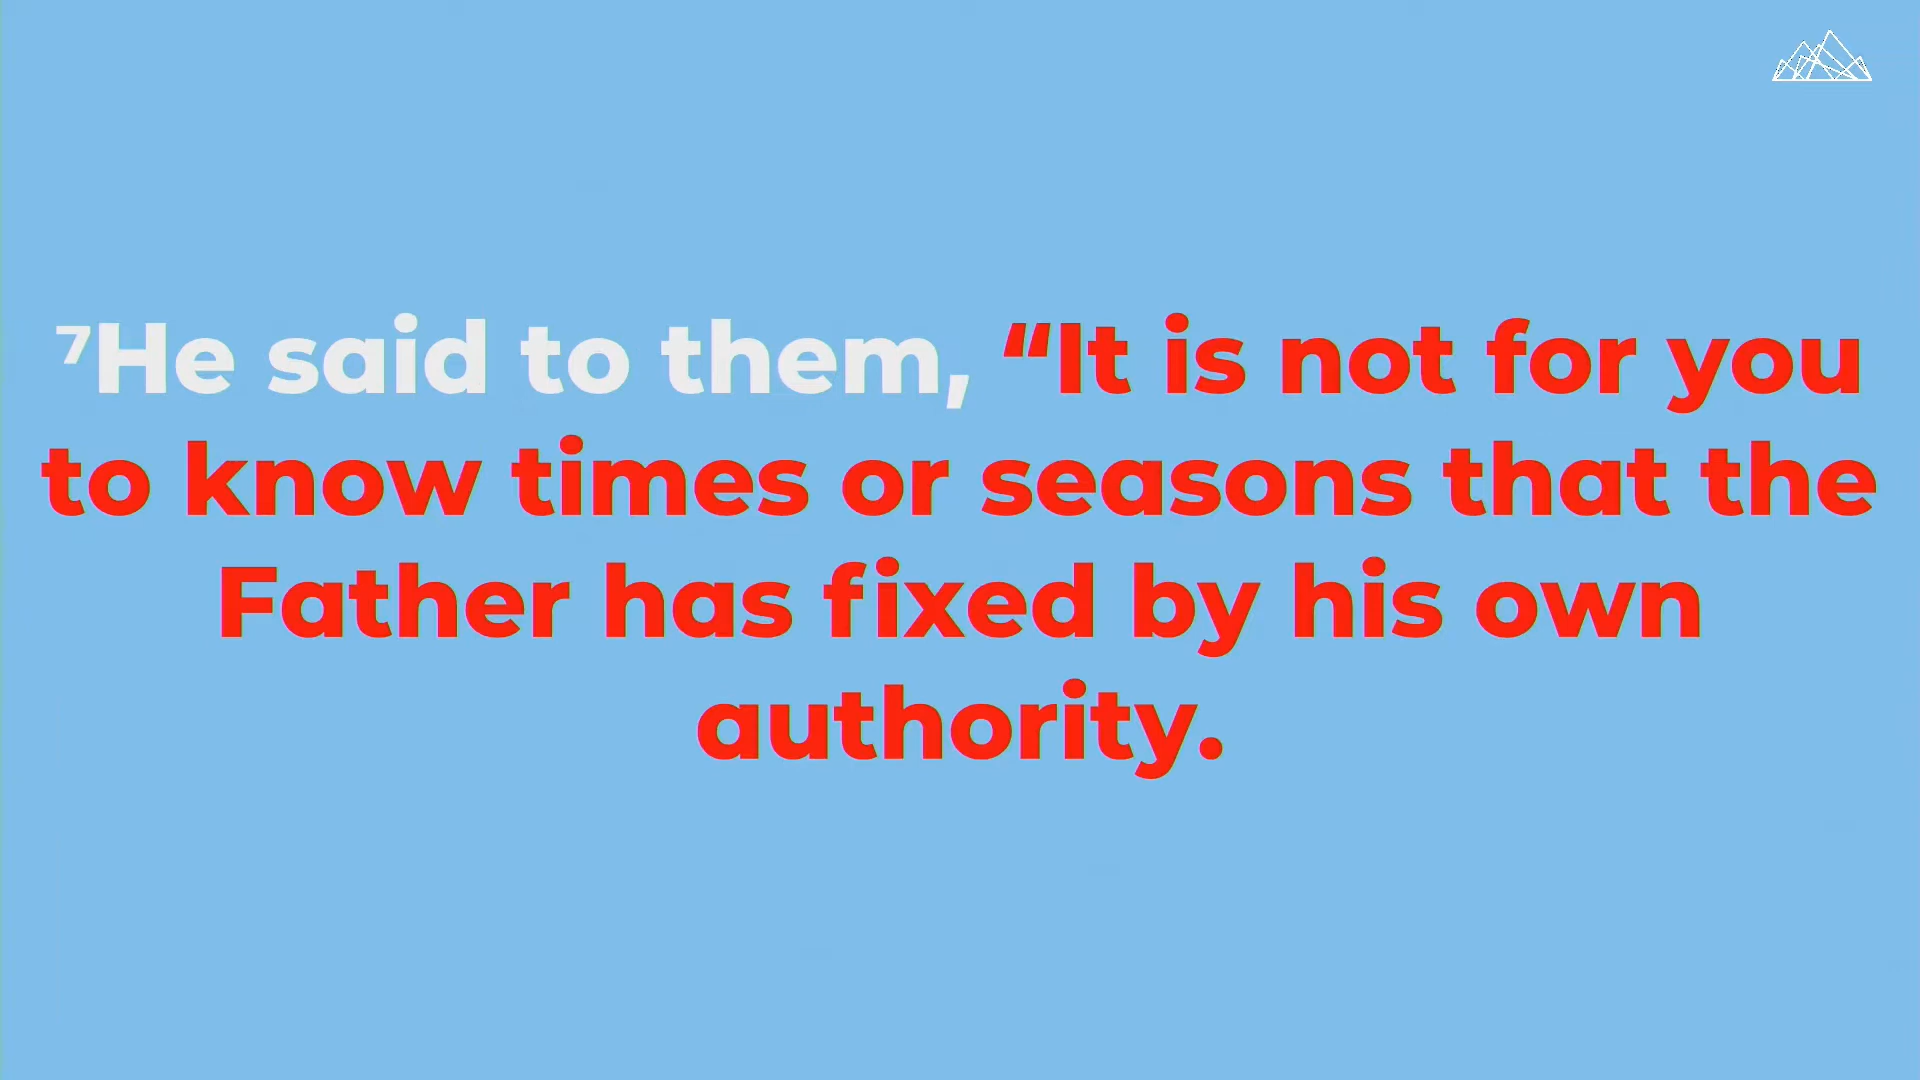 ⁷He said to them, “It is not for you
to know times or seasons that the
Father has fixed by his own
authority.